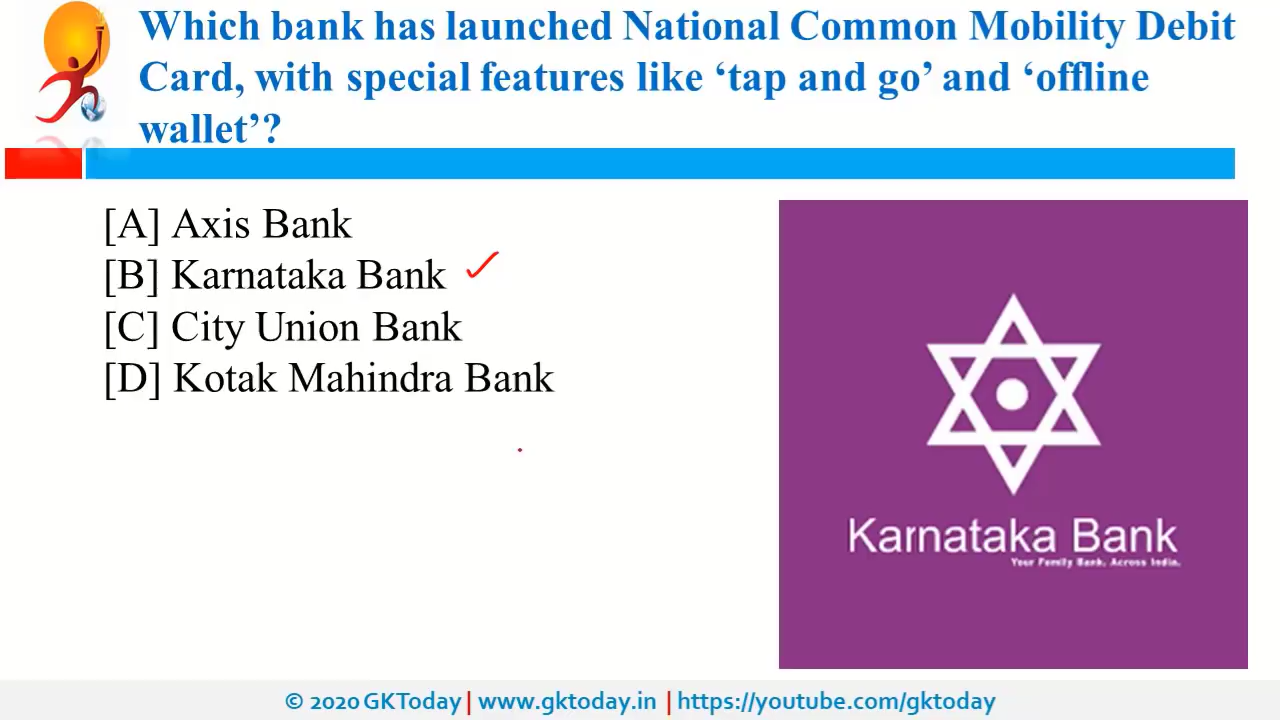 Which bank has launched National Common Mobility Debit
Card, with special features like ‘tap and go’ and ‘offline
wallet’?
[A] Axis Bank
[B] Karnataka Bank
[C] City Union Bank
[D] Kotak Mahindra Bank
Karnataka Bank
Your Family Bank. Across India.
© 2020 GKToday | www.gktoday.in | https://youtube.com/gktoday